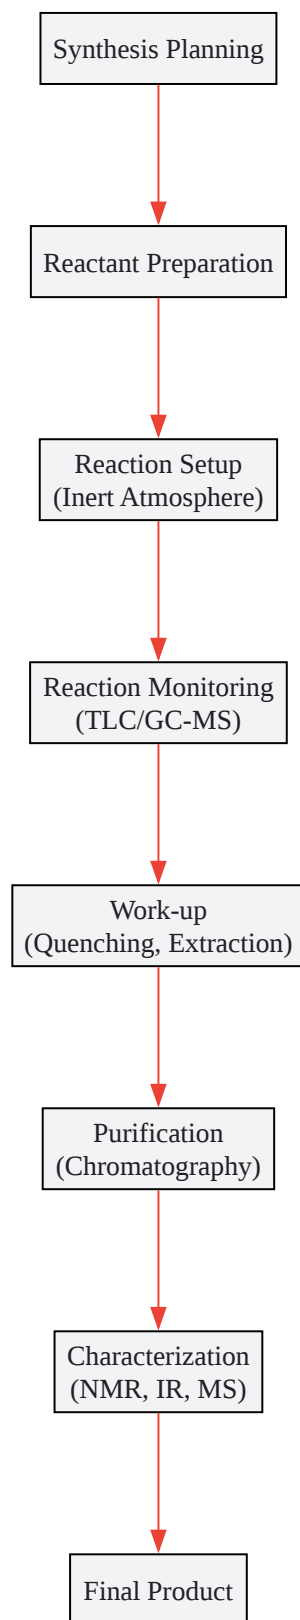 Synthesis Planning
Reactant Preparation
Reaction Setup
(Inert Atmosphere)
Reaction Monitoring
(TLC/GC-MS)
Work-up
(Quenching, Extraction)
Purification
(Chromatography)
Characterization
(NMR, IR, MS)
Final Product